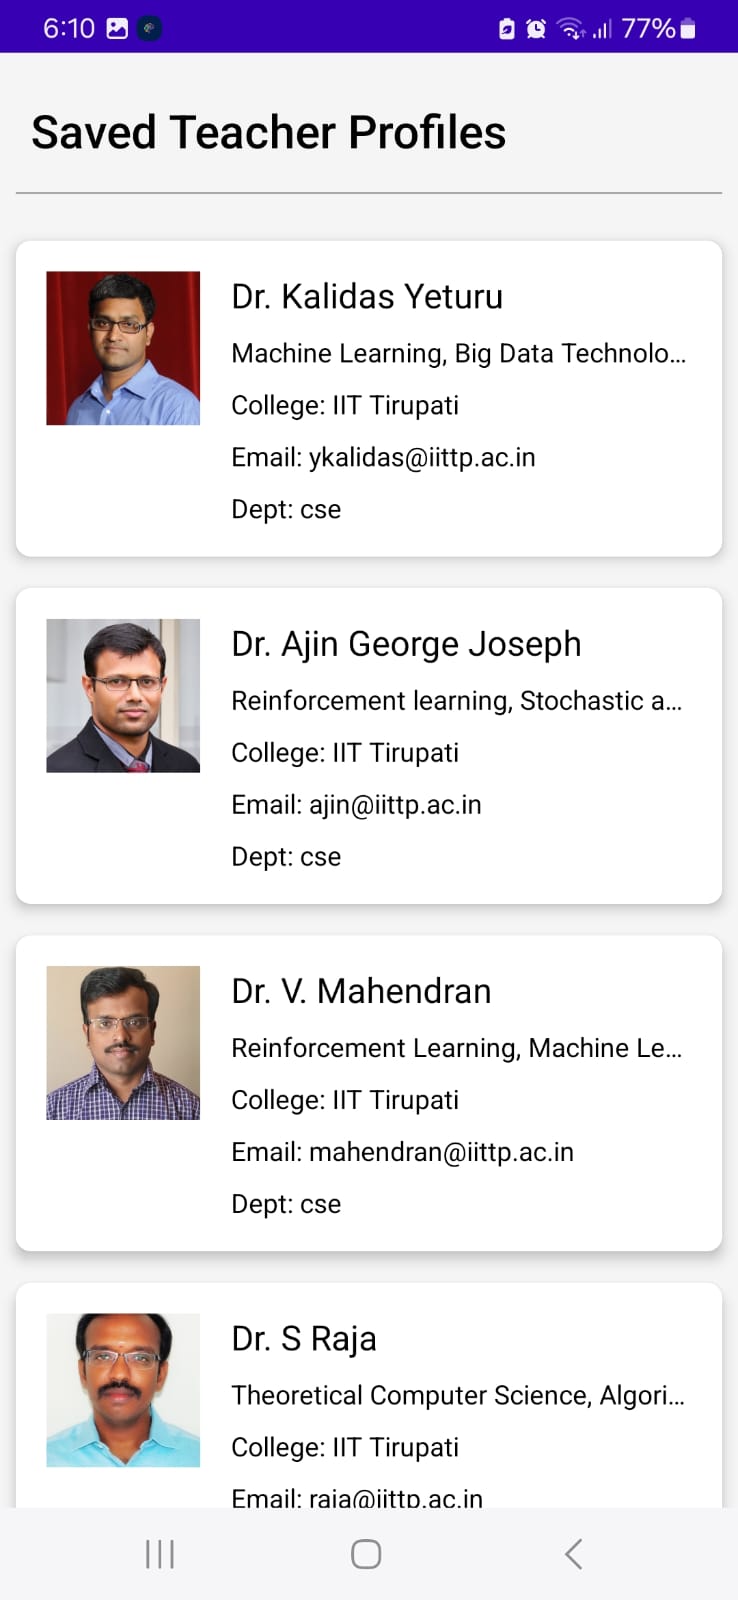 6:10
77%
Saved Teacher Profiles
Dr. Kalidas Yeturu
Machine Learning, Big Data Technolo...
College: IIT Tirupati
Email: ykalidas@iittp.ac.in
Dept: cse
Dr. Ajin George Joseph
Reinforcement learning, Stochastic a...
College: IIT Tirupati
Email: ajin@iittp.ac.in
Dept: cse
Dr. V. Mahendran
Reinforcement Learning, Machine Le...
College: IIT Tirupati
Email: mahendran@iittp.ac.in
Dept: cse
Dr. S Raja
Theoretical Computer Science, Algori...
College: IIT Tirupati
Email: raja@iittp.ac.in